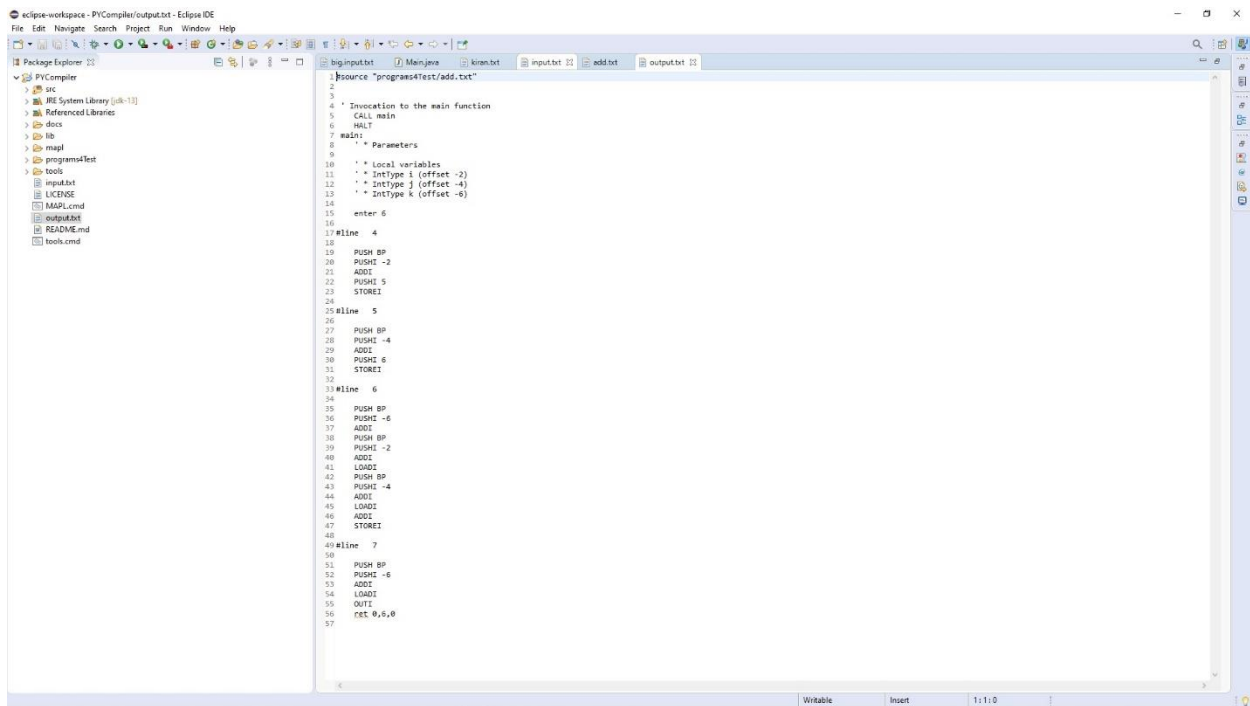 eclipse-workspace - PYCompiler/output.txt - Eclipse IDE
File Edit Navigate Search Project Run Window Help
Package Explorer
PYCompiler
src
JRE System Library [jdk-13]
Referenced Libraries
docs
lib
mapl
programs4Test
tools
input.txt
LICENSE
MAPL.cmd
output.txt
README.md
tools.cmd
big.input.txt Main.java kiran.txt input.txt add.txt output.txt
1 #source "programs4Test/add.txt"
2
3
4 ' Invocation to the main function
5 CALL main
6 HALT
7 main:
8 ' * Parameters
9
10 ' * Local variables
11 ' * IntType i (offset -2)
12 ' * IntType j (offset -4)
13 ' * IntType k (offset -6)
14
15 enter 6
16
17 #line 4
18
19 PUSH BP
20 PUSHI -2
21 ADDI
22 PUSHI 5
23 STOREI
24
25 #line 5
26
27 PUSH BP
28 PUSHI -4
29 ADDI
30 PUSHI 6
31 STOREI
32
33 #line 6
34
35 PUSH BP
36 PUSHI -6
37 ADDI
38 PUSH BP
39 PUSHI -2
40 ADDI
41 LOADI
42 PUSH BP
43 PUSHI -4
44 ADDI
45 LOADI
46 ADDI
47 STOREI
48
49 #line 7
50
51 PUSH BP
52 PUSHI -6
53 ADDI
54 LOADI
55 OUTI
56 ret 0,6,0
57
Writable Insert 1:1:0